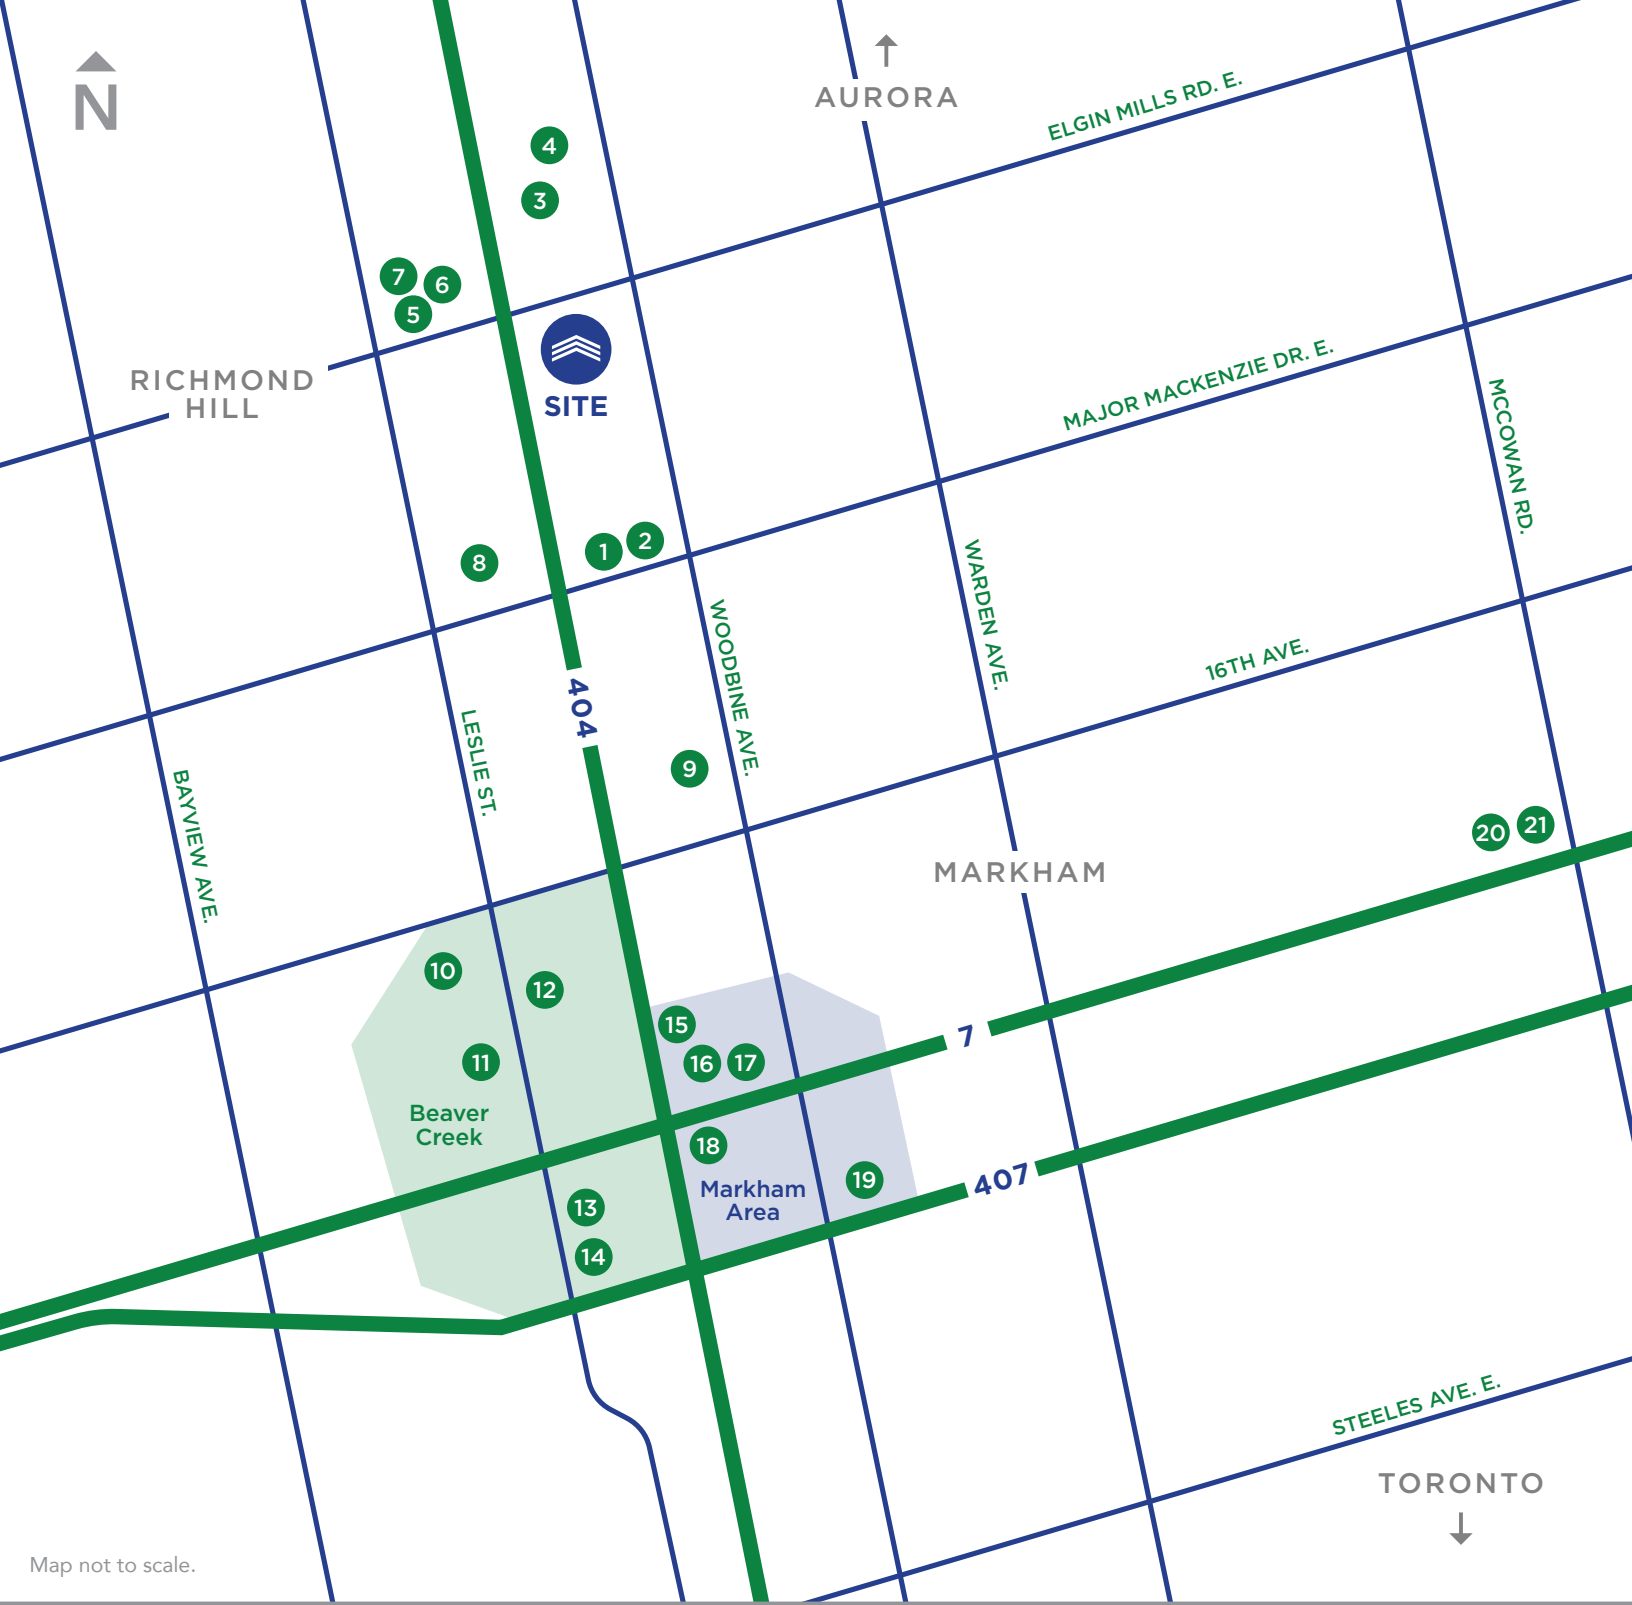 N
AURORA
ELGIN MILLS RD. E.
4
3
7
6
5
RICHMOND
HILL
SITE
MAJOR MACKENZIE DR. E.
MCCOWAN RD.
8
1
2
WARDEN AVE.
WOODBINE AVE.
404
LESLIE ST.
16TH AVE.
BAYVIEW AVE.
9
20
21
MARKHAM
10
12
15
11
16
17
7
Beaver
Creek
18
Markham
Area
19
407
13
14
STEELES AVE. E.
TORONTO
Map not to scale.